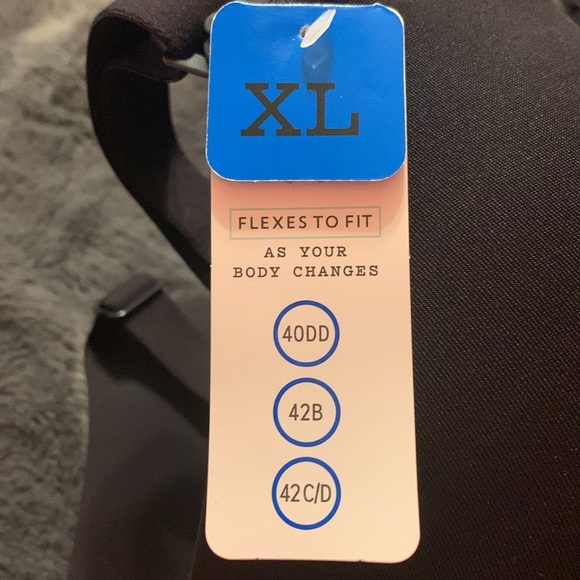 XL
FLEXES TO FIT
AS YOUR
BODY CHANGES
40DD
42B
42C/D